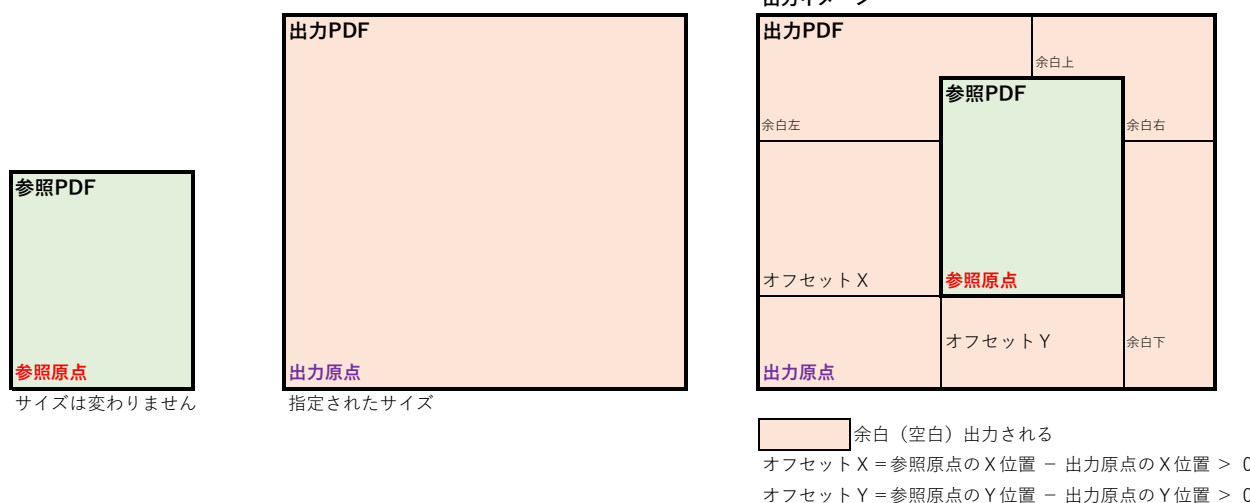 出力イメージ
出力PDF
出力PDF
余白上
参照PDF
余白左
余白右
参照PDF
オフセットX
参照原点
オフセットY
余白下
参照原点
出力原点
出力原点
サイズは変わりません
指定されたサイズ
余白（空白）出力される
オフセットX＝参照原点のX位置 － 出力原点のX位置 ＞ 0
オフセットY＝参照原点のY位置 － 出力原点のY位置 ＞ 0